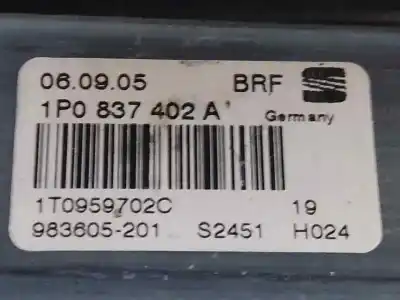 06.09.05 BRF
1P0 837 402 A
Germany
1T0959702C 19
983605-201 S2451 H024